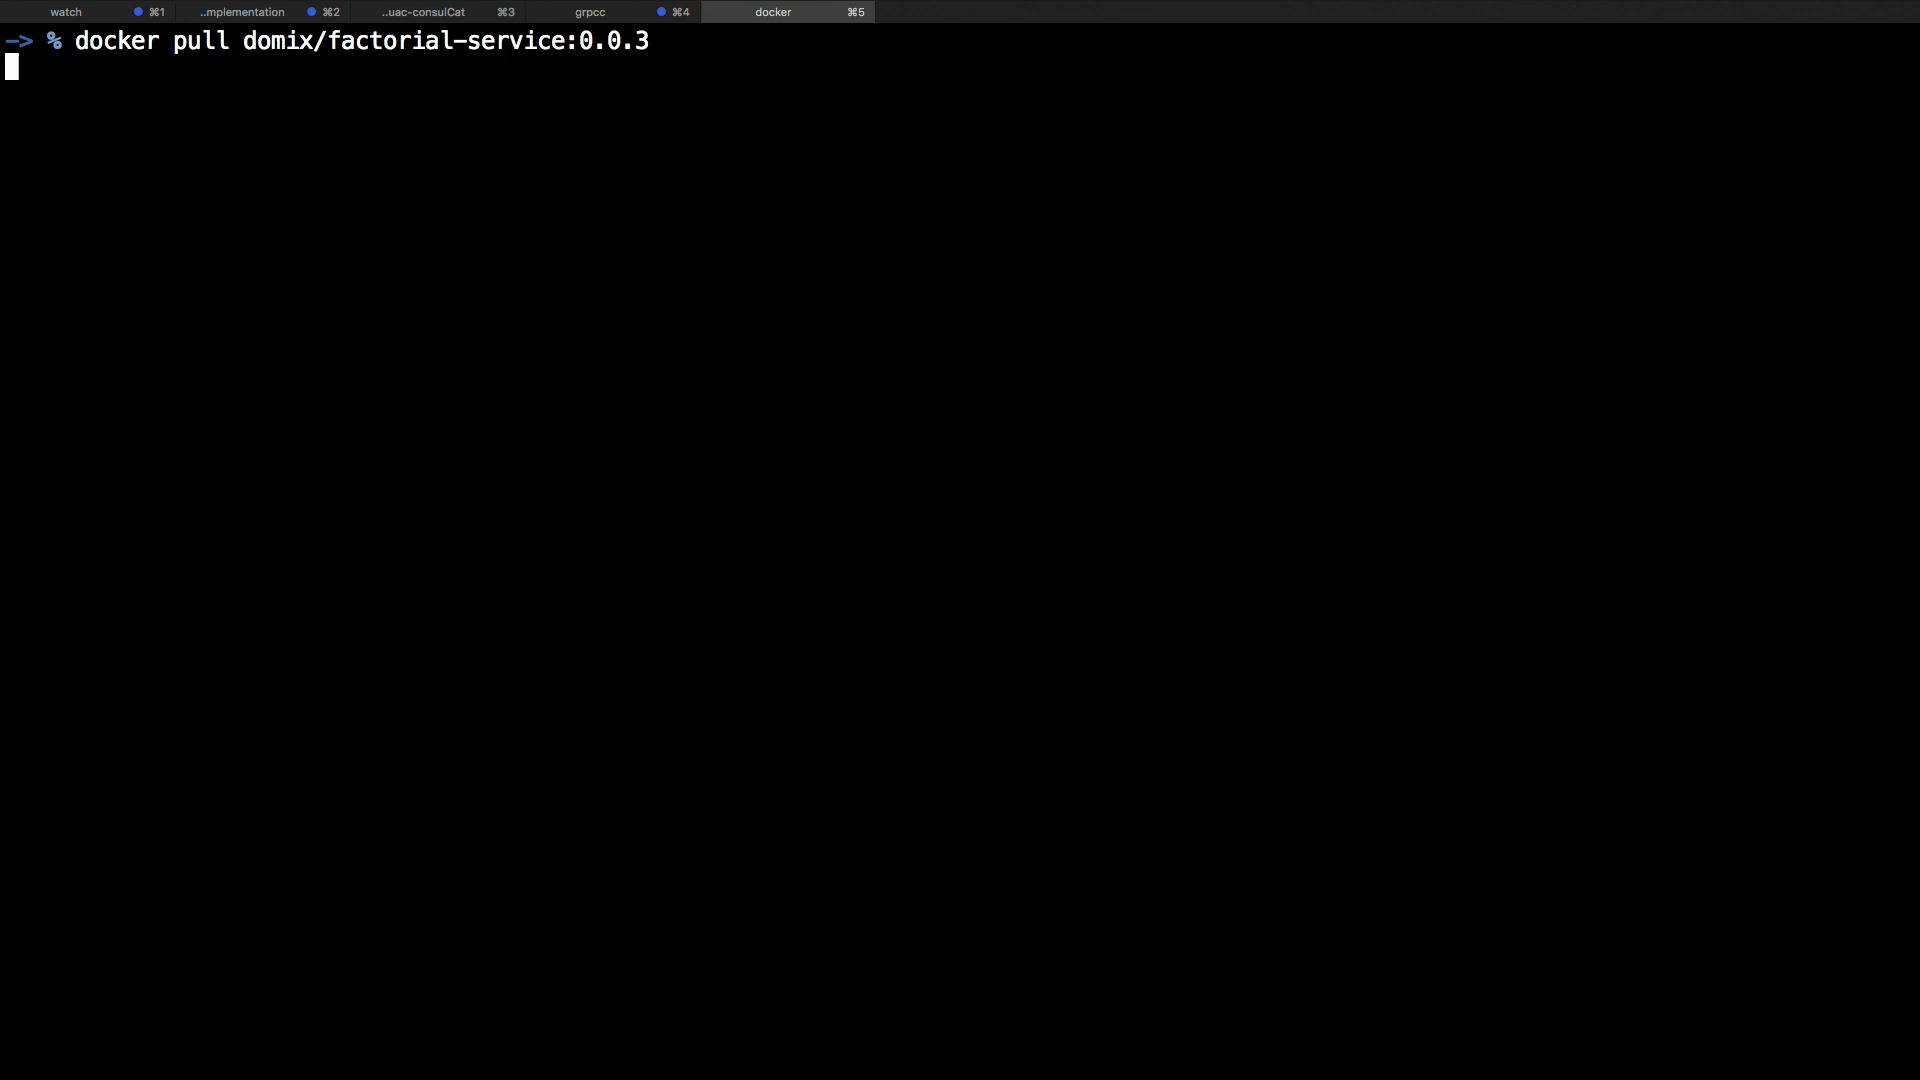 watch ⌘1 ..mplementation ⌘2 ..uac-consulCat ⌘3 grpcc ⌘4 docker ⌘5
—> % docker pull domix/factorial-service:0.0.3